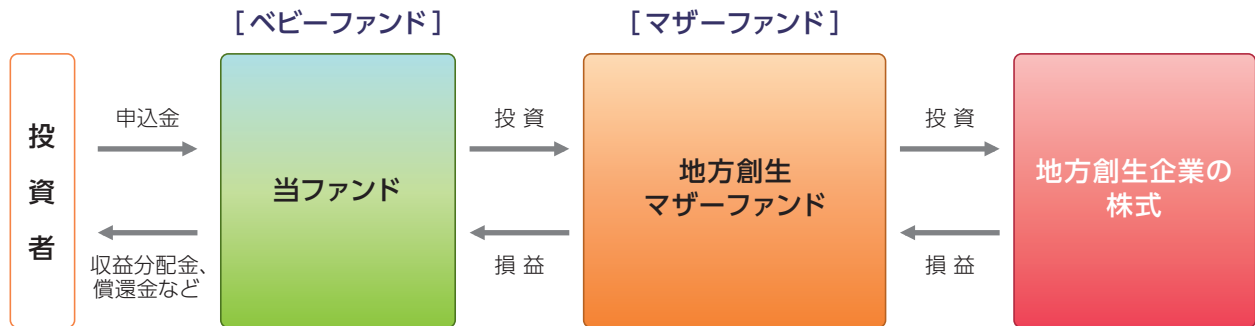 [ベビーファンド]
[マザーファンド]
投資者
申込金
収益分配金、
償還金など
当ファンド
投 資
損 益
地方創生
マザーファンド
投 資
損 益
地方創生企業の
株式